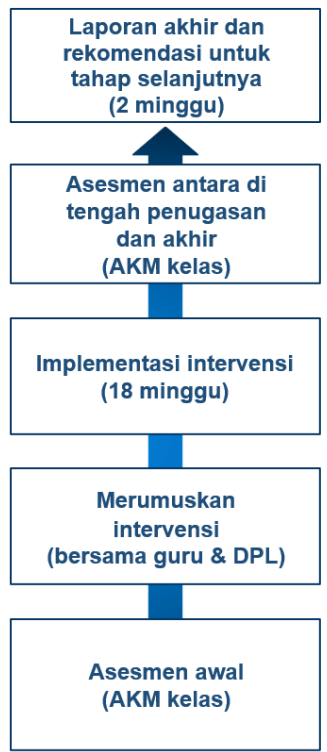 Laporan akhir dan
rekomendasi untuk
tahap selanjutnya
(2 minggu)
Asesmen antara di
tengah penugasan
dan akhir
(AKM kelas)
Implementasi intervensi
(18 minggu)
Merumuskan
intervensi
(bersama guru & DPL)
Asesmen awal
(AKM kelas)